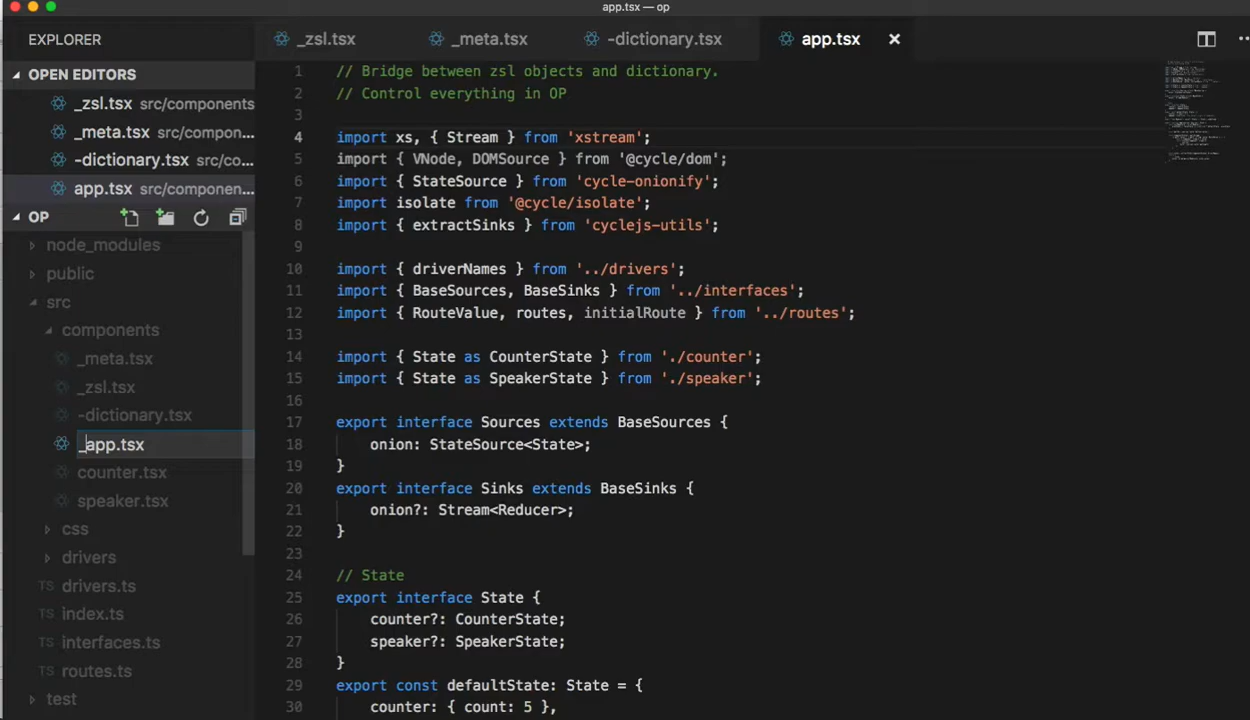 app.tsx — op
EXPLORER
OPEN EDITORS
_zsl.tsx src/components
_meta.tsx src/compon...
-dictionary.tsx src/co...
app.tsx src/componen...
OP
node_modules
public
src
components
_meta.tsx
_zsl.tsx
-dictionary.tsx
_app.tsx
counter.tsx
speaker.tsx
css
drivers
TS drivers.ts
TS index.ts
TS interfaces.ts
TS routes.ts
test
_zsl.tsx _meta.tsx -dictionary.tsx app.tsx
1 // Bridge between zsl objects and dictionary.
2 // Control everything in OP
3
4 import xs, { Stream } from 'xstream';
5 import { VNode, DOMSource } from '@cycle/dom';
6 import { StateSource } from 'cycle-onionify';
7 import isolate from '@cycle/isolate';
8 import { extractSinks } from 'cyclejs-utils';
9
10 import { driverNames } from '../drivers';
11 import { BaseSources, BaseSinks } from '../interfaces';
12 import { RouteValue, routes, initialRoute } from '../routes';
13
14 import { State as CounterState } from './counter';
15 import { State as SpeakerState } from './speaker';
16
17 export interface Sources extends BaseSources {
18 onion: StateSource<State>;
19 }
20 export interface Sinks extends BaseSinks {
21 onion?: Stream<Reducer>;
22 }
23
24 // State
25 export interface State {
26 counter?: CounterState;
27 speaker?: SpeakerState;
28 }
29 export const defaultState: State = {
30 counter: { count: 5 },